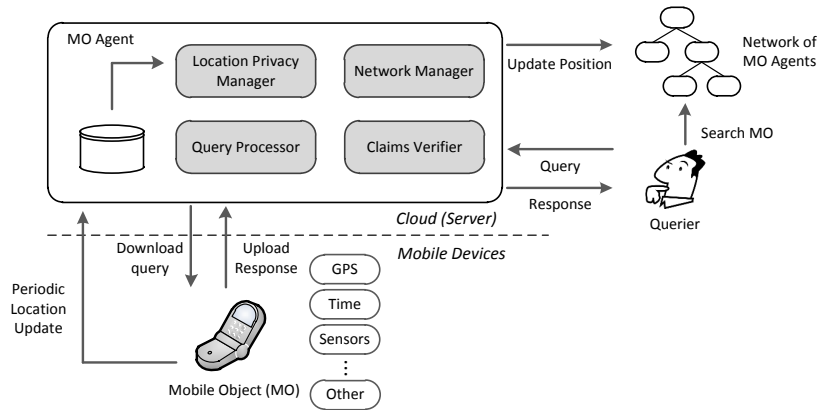 MO Agent
Location Privacy
Manager
Network Manager
Query Processor
Claims Verifier
Update Position
Network of
MO Agents
Search MO
Query
Response
Querier
Cloud (Server)
Mobile Devices
Download
query
Upload
Response
Periodic
Location
Update
GPS
Time
Sensors
Other
Mobile Object (MO)